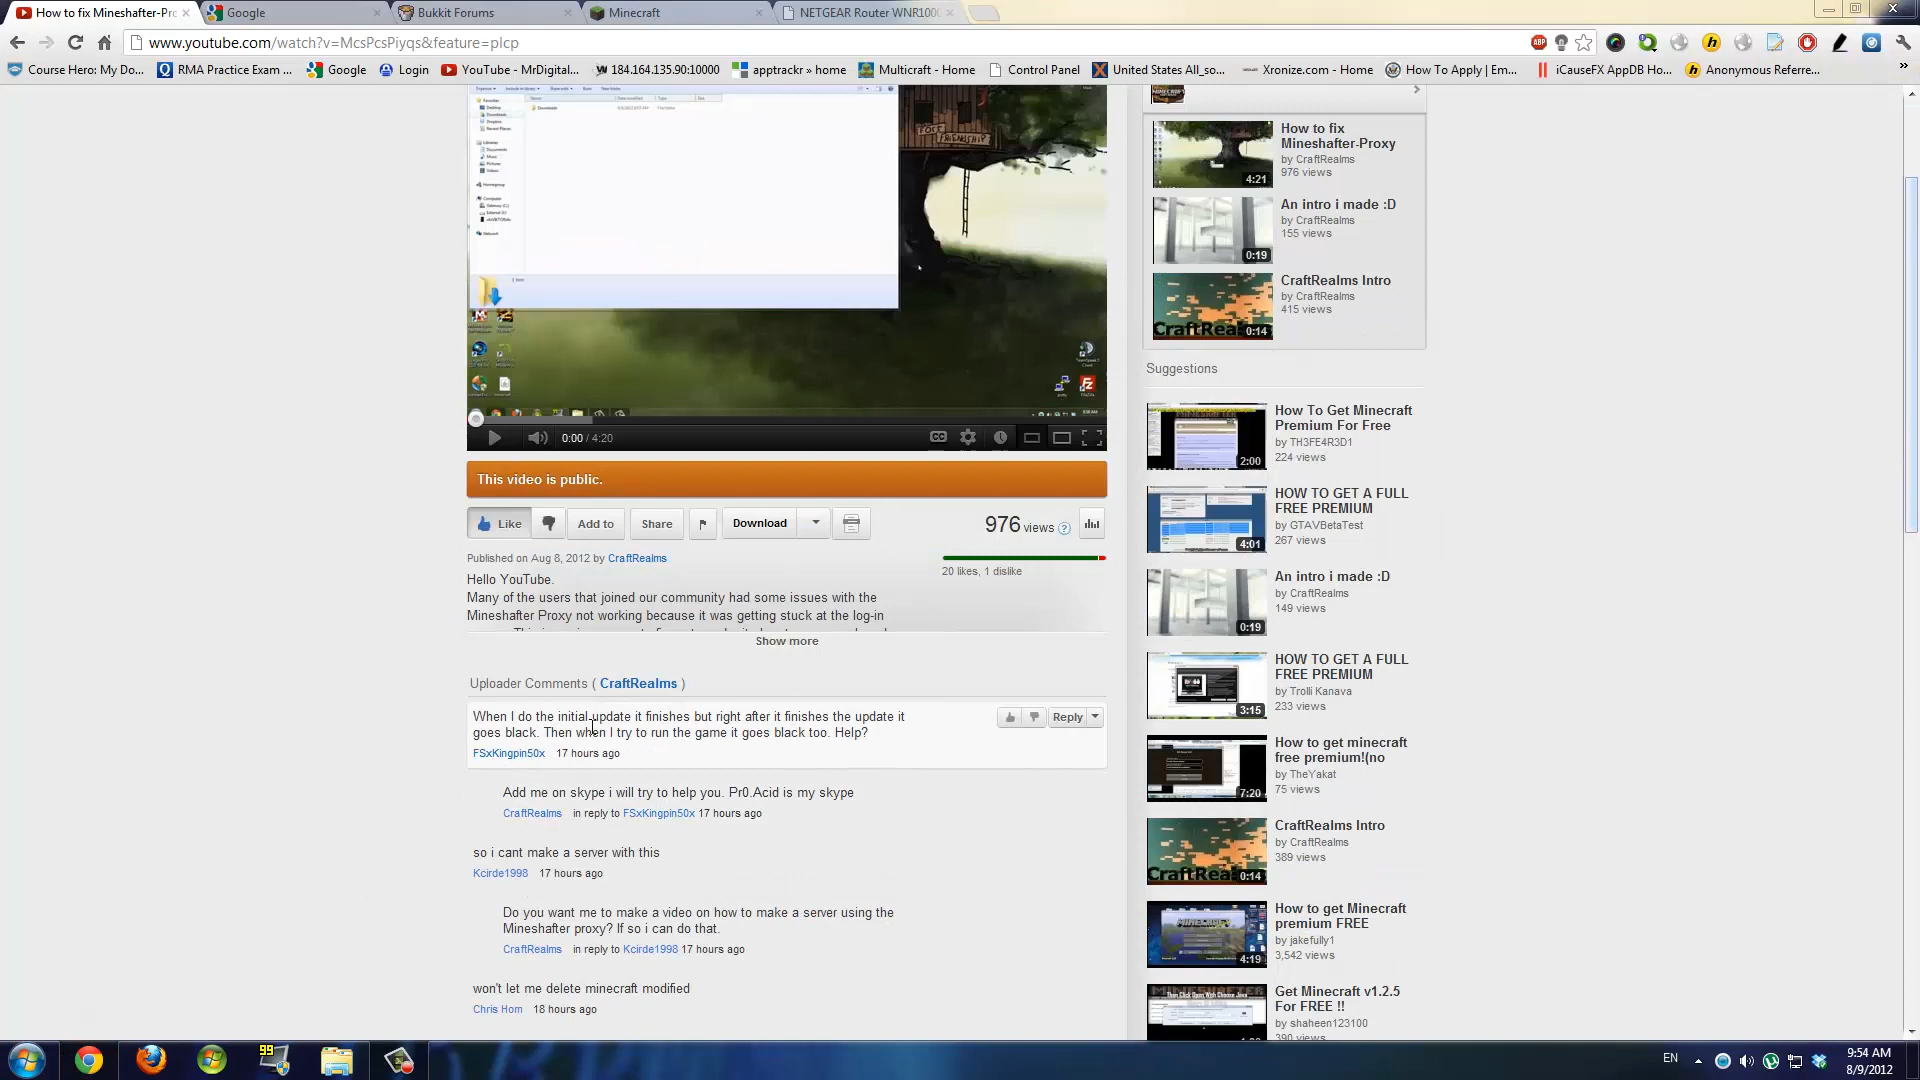 How to fix Mineshafter-Pro
Google
Bukkit Forums
Minecraft
NETGEAR Router WNR1000
www.youtube.com/watch?v=McsPcsPiyqs&feature=plcp
Course Hero: My Do...
RMA Practice Exam ...
Google
Login
YouTube - MrDigital...
184.164.135.90:10000
apptrackr » home
Multicraft - Home
Control Panel
United States All_so...
Xronize.com - Home
How To Apply | Em...
iCauseFX AppDB Ho...
Anonymous Referre...
»
POST
FRIENDSHIP
0:00 / 4:20
CC
This video is public.
Like
Add to
Share
Download
976 views
Published on Aug 8, 2012 by CraftRealms
20 likes, 1 dislike
Hello YouTube.
Many of the users that joined our community had some issues with the
Mineshafter Proxy not working because it was getting stuck at the log-in
Show more
Uploader Comments ( CraftRealms )
When I do the initial update it finishes but right after it finishes the update it
goes black. Then when I try to run the game it goes black too. Help?
Reply
FSxKingpin50x 17 hours ago
Add me on skype i will try to help you. Pr0.Acid is my skype
CraftRealms in reply to FSxKingpin50x 17 hours ago
so i cant make a server with this
Kcirde1998 17 hours ago
Do you want me to make a video on how to make a server using the
Mineshafter proxy? If so i can do that.
CraftRealms in reply to Kcirde1998 17 hours ago
won't let me delete minecraft modified
Chris Hom 18 hours ago
How to fix
Mineshafter-Proxy
by CraftRealms
976 views
4:21
An intro i made :D
by CraftRealms
155 views
0:19
CraftRealms Intro
by CraftRealms
415 views
0:14
Suggestions
How To Get Minecraft
Premium For Free
by TH3FE4R3D1
224 views
2:00
HOW TO GET A FULL
FREE PREMIUM
by GTAVBetaTest
267 views
4:01
An intro i made :D
by CraftRealms
149 views
0:19
HOW TO GET A FULL
FREE PREMIUM
by Trolli Kanava
233 views
3:15
How to get minecraft
free premium!(no
by TheYakat
75 views
7:20
CraftRealms Intro
by CraftRealms
389 views
0:14
How to get Minecraft
premium FREE
by jakefully1
3,542 views
4:19
Get Minecraft v1.2.5
For FREE !!
by shaheen123100
390 views
99
EN
9:54 AM
8/9/2012